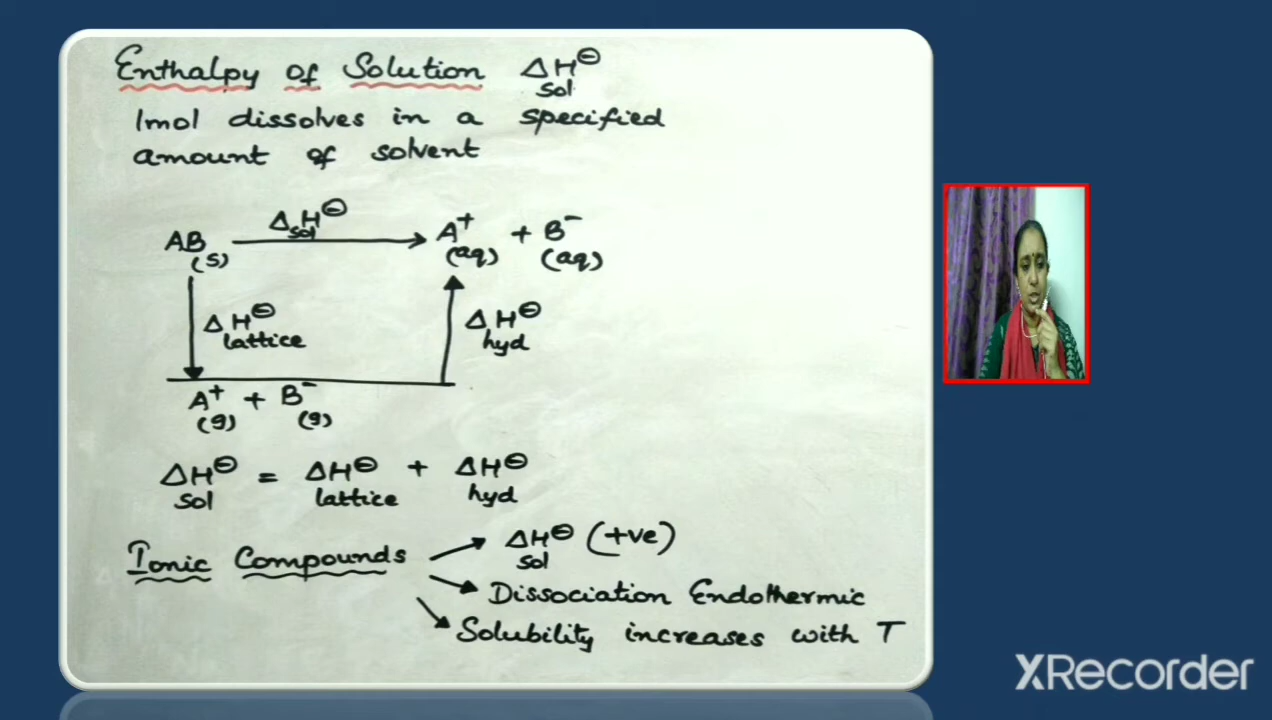 Enthalpy of Solution ΔH⊖
sol
1mol dissolves in a specified
amount of solvent
ΔsolH⊖
AB(s) → A⁺(aq) + B⁻(aq)
ΔH⊖ lattice
ΔH⊖ hyd
A⁺(g) + B⁻(g)
ΔH⊖ sol = ΔH⊖ lattice + ΔH⊖ hyd
Ionic Compounds → ΔH⊖ sol (+ve)
→ Dissociation Endothermic
→ Solubility increases with T
XRecorder